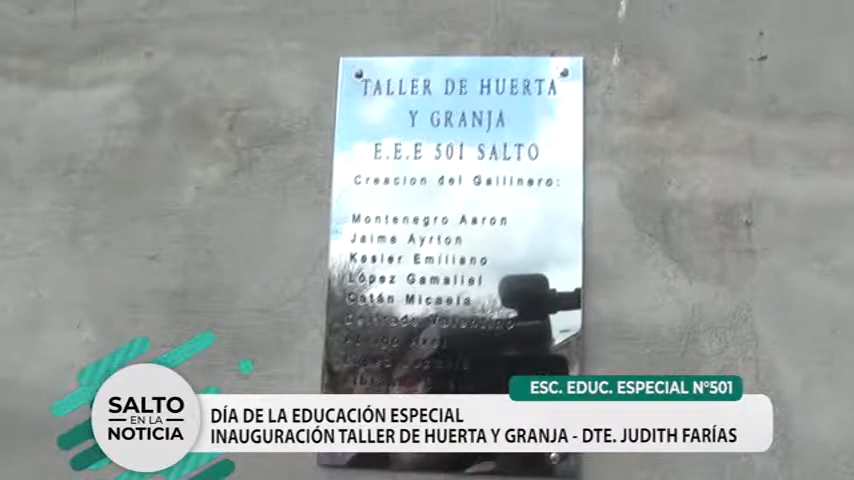 TALLER DE HUERTA
Y GRANJA
E.E.E 501 SALTO
Creacion del Gallinero:
Montenegro Aaron
Jaime Ayrton
Kesler Emiliano
López Gamaliel
Micaela
Valentino
ESC. EDUC. ESPECIAL N°501
SALTO
EN LA
NOTICIA
DÍA DE LA EDUCACIÓN ESPECIAL
INAUGURACIÓN TALLER DE HUERTA Y GRANJA - DTE. JUDITH FARÍAS